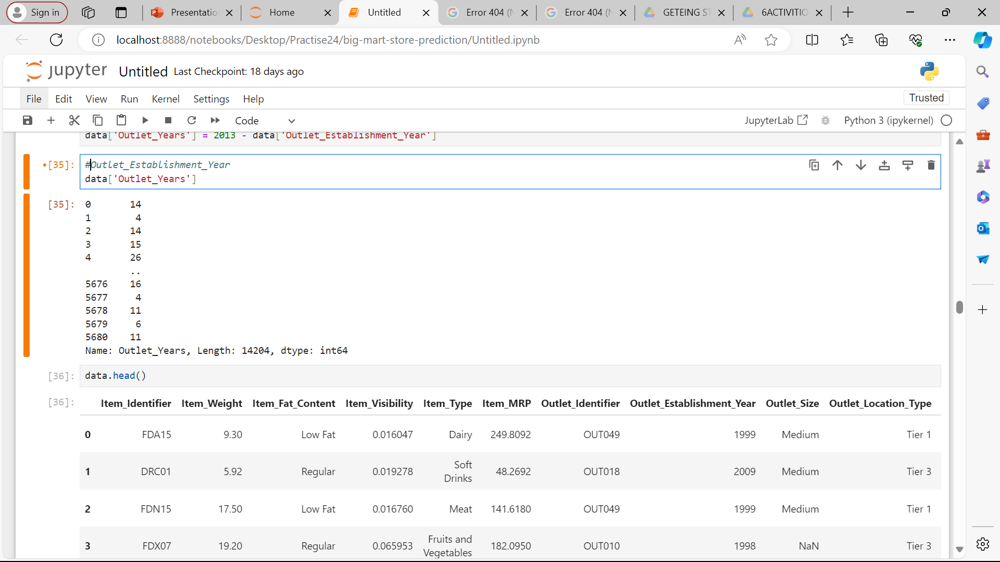 Sign in
Presentatio
Home
Untitled
Error 404 (N
Error 404 (N
GETEING ST
6ACTIVITIO
localhost:8888/notebooks/Desktop/Practise24/big-mart-store-prediction/Untitled.ipynb
jupyter Untitled Last Checkpoint: 18 days ago
File Edit View Run Kernel Settings Help
Trusted
Code
JupyterLab
Python 3 (ipykernel)
data['Outlet_Years'] = 2013 - data['Outlet_Establishment_Year']
•[35]: #Outlet_Establishment_Year
data['Outlet_Years']
[35]: 0 14
1 4
2 14
3 15
4 26
..
5676 16
5677 4
5678 11
5679 6
5680 11
Name: Outlet_Years, Length: 14204, dtype: int64
[36]: data.head()
[36]: Item_Identifier Item_Weight Item_Fat_Content Item_Visibility Item_Type Item_MRP Outlet_Identifier Outlet_Establishment_Year Outlet_Size Outlet_Location_Type
0 FDA15 9.30 Low Fat 0.016047 Dairy 249.8092 OUT049 1999 Medium Tier 1
1 DRC01 5.92 Regular 0.019278 Soft Drinks 48.2692 OUT018 2009 Medium Tier 3
2 FDN15 17.50 Low Fat 0.016760 Meat 141.6180 OUT049 1999 Medium Tier 1
3 FDX07 19.20 Regular 0.065953 Fruits and Vegetables 182.0950 OUT010 1998 NaN Tier 3